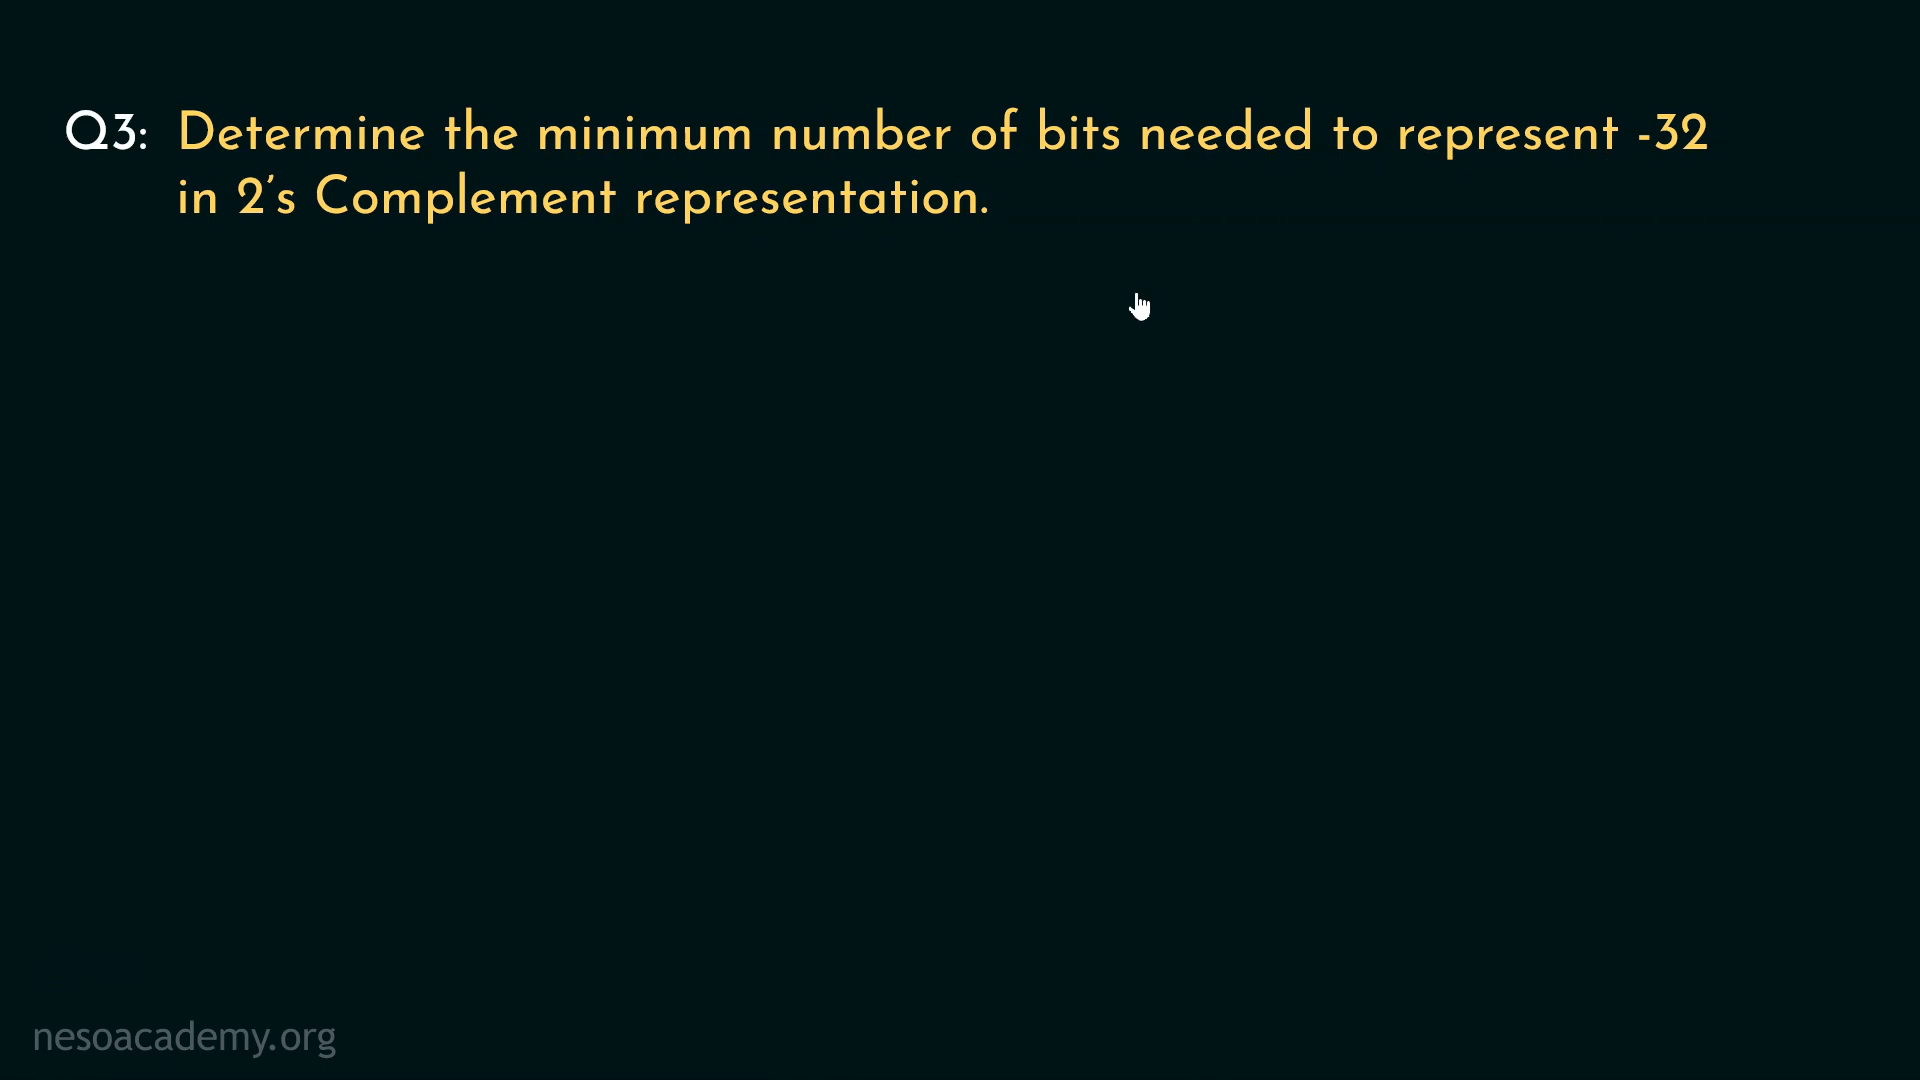 Q3: Determine the minimum number of bits needed to represent -32
in 2’s Complement representation.
nesoacademy.org